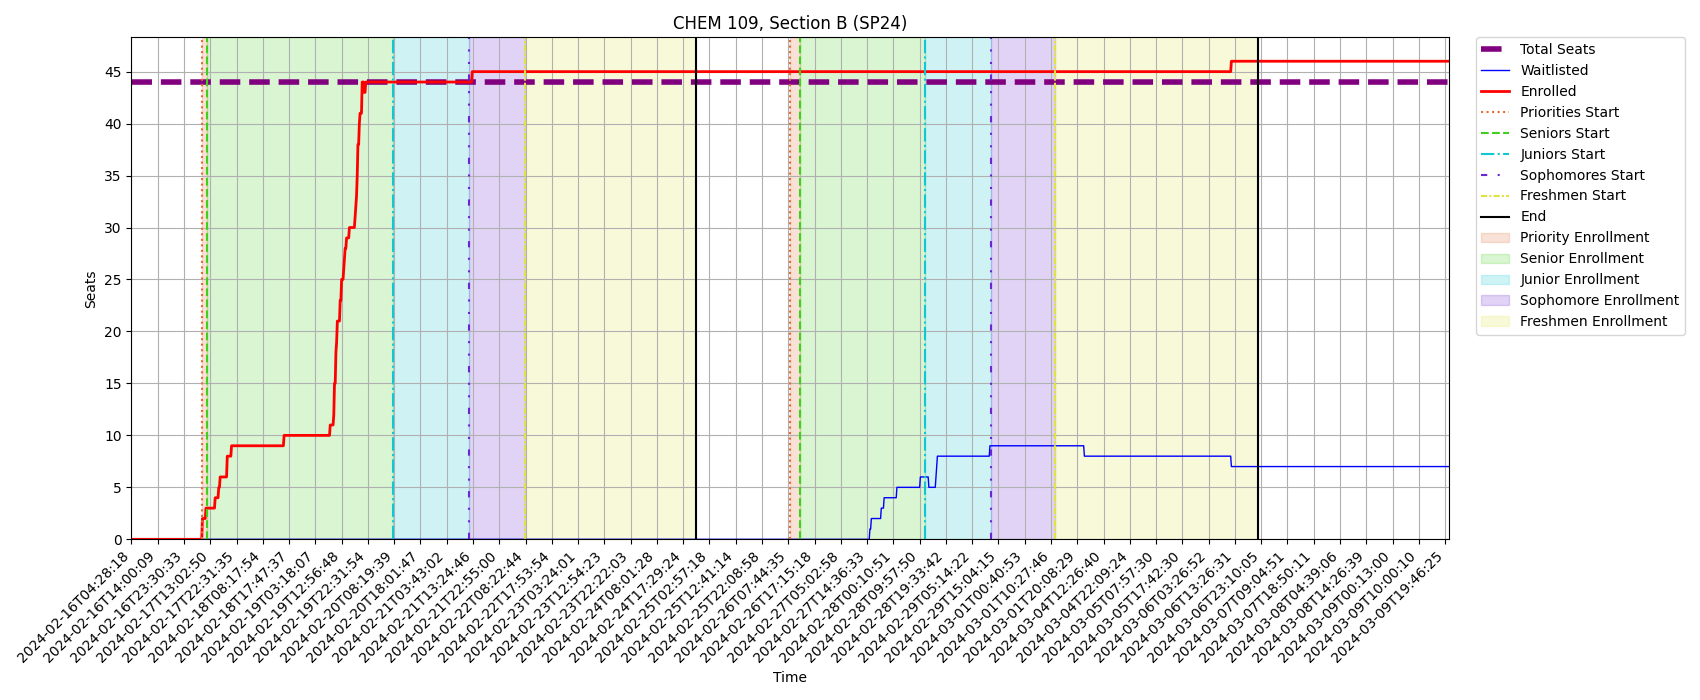 CHEM 109, Section B (SP24)
Seats
45
40
35
30
25
20
15
10
5
0
2024-02-16T04:28:18
2024-02-16T14:00:09
2024-02-16T23:30:33
2024-02-17T13:02:50
2024-02-17T22:31:35
2024-02-18T08:17:54
2024-02-18T17:47:37
2024-02-19T03:18:07
2024-02-19T12:56:48
2024-02-19T22:31:54
2024-02-20T08:19:39
2024-02-20T18:01:47
2024-02-21T03:43:02
2024-02-21T13:24:46
2024-02-21T22:55:00
2024-02-22T08:22:44
2024-02-22T17:53:54
2024-02-23T03:24:01
2024-02-23T12:54:23
2024-02-23T22:22:03
2024-02-24T08:01:28
2024-02-24T17:29:24
2024-02-25T02:57:18
2024-02-25T12:41:14
2024-02-25T22:08:58
2024-02-26T07:44:35
2024-02-26T17:15:18
2024-02-27T05:02:58
2024-02-27T14:36:33
2024-02-28T00:10:51
2024-02-28T09:57:50
2024-02-28T19:33:42
2024-02-29T05:14:22
2024-02-29T15:04:15
2024-03-01T00:40:53
2024-03-01T10:27:46
2024-03-01T20:08:29
2024-03-04T12:26:40
2024-03-04T22:09:24
2024-03-05T07:57:30
2024-03-05T17:42:30
2024-03-06T03:26:52
2024-03-06T13:26:31
2024-03-06T23:10:05
2024-03-07T09:04:51
2024-03-07T18:50:11
2024-03-08T04:39:06
2024-03-08T14:26:39
2024-03-09T00:13:00
2024-03-09T10:00:10
2024-03-09T19:46:25
Time
Total Seats
Waitlisted
Enrolled
Priorities Start
Seniors Start
Juniors Start
Sophomores Start
Freshmen Start
End
Priority Enrollment
Senior Enrollment
Junior Enrollment
Sophomore Enrollment
Freshmen Enrollment